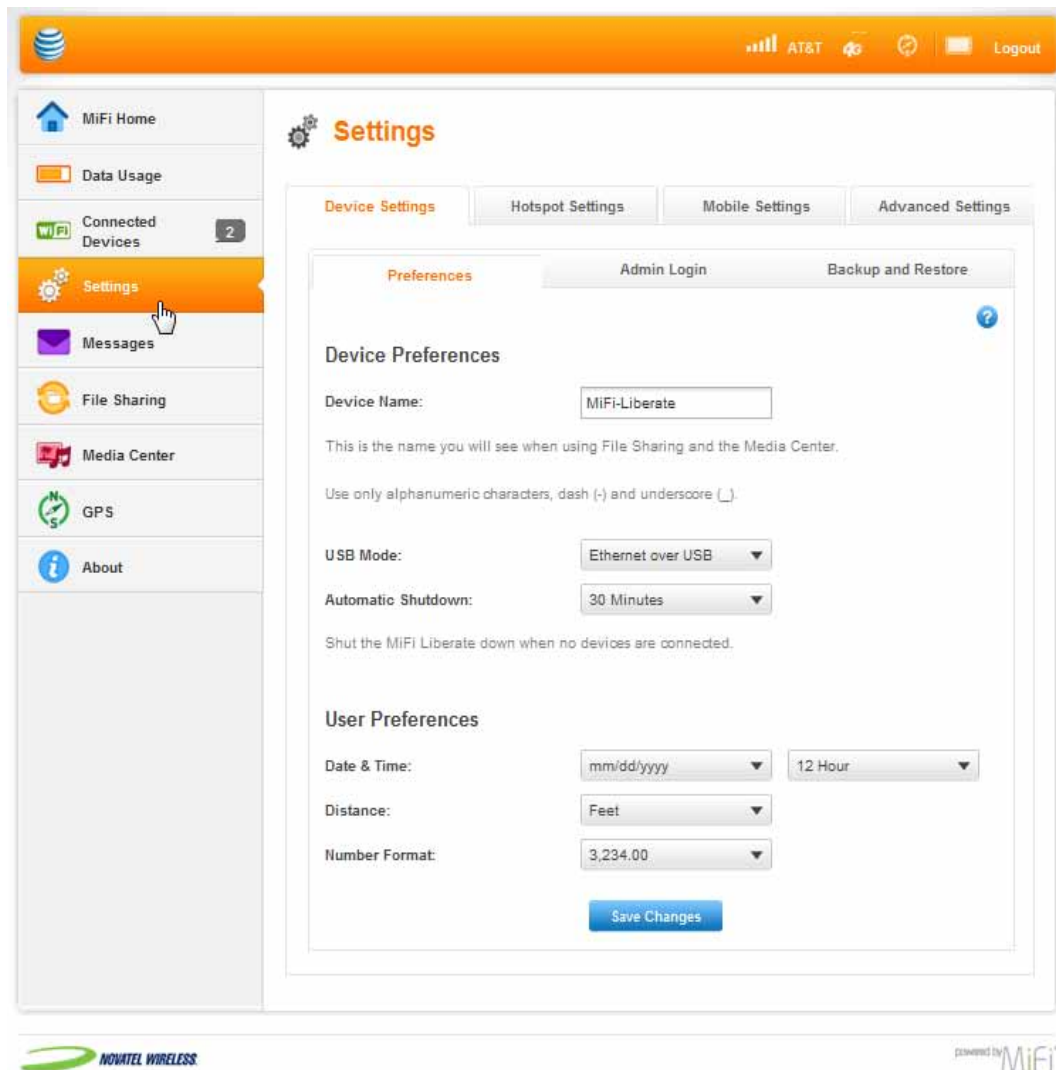 AT&T 4G Logout
MiFi Home
Data Usage
WiFi
Connected
Devices
2
Settings
Messages
File Sharing
Media Center
N
S
GPS
i
About
Settings
Device Settings Hotspot Settings Mobile Settings Advanced Settings
Preferences Admin Login Backup and Restore
?
Device Preferences
Device Name: MiFi-Liberate
This is the name you will see when using File Sharing and the Media Center.
Use only alphanumeric characters, dash (-) and underscore (_).
USB Mode: Ethernet over USB
Automatic Shutdown: 30 Minutes
Shut the MiFi Liberate down when no devices are connected.
User Preferences
Date & Time: mm/dd/yyyy 12 Hour
Distance: Feet
Number Format: 3,234.00
Save Changes
NOVATEL WIRELESS.
powered by MiFi